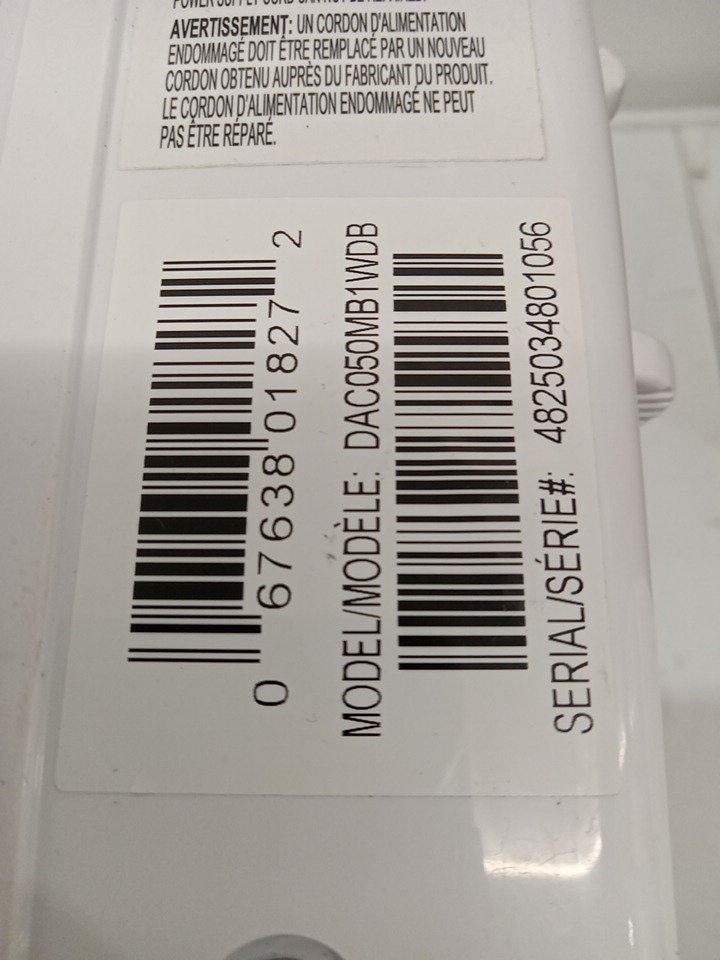 AVERTISSEMENT: UN CORDON D'ALIMENTATION
ENDOMMAGÉ DOIT ÊTRE REMPLACÉ PAR UN NOUVEAU
CORDON OBTENU AUPRÈS DU FABRICANT DU PRODUIT.
LE CORDON D'ALIMENTATION ENDOMMAGÉ NE PEUT
PAS ÊTRE RÉPARÉ.
0 67638 01827 2
MODEL/MODÈLE: DAC050MB1WDB
SERIAL/SÉRIE#: 4825034801056